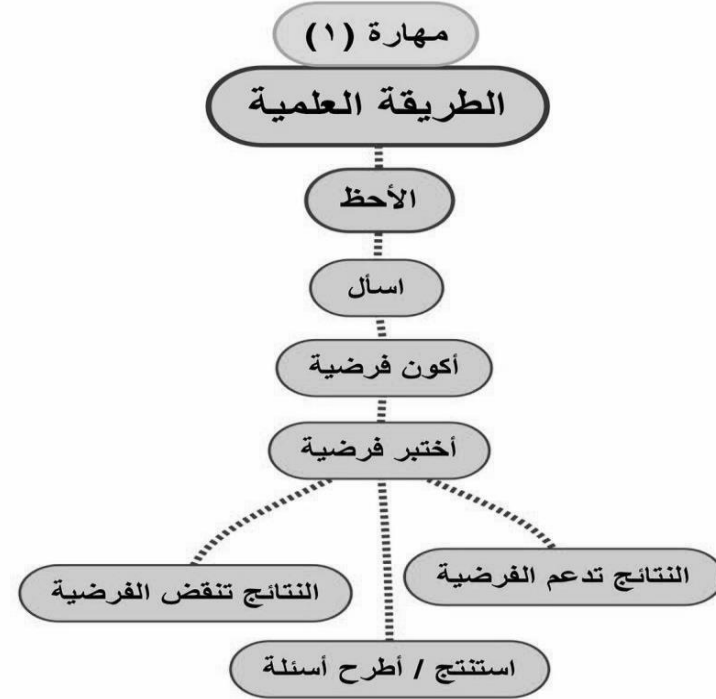 مهارة (١)
الطريقة العلمية
الأحظ
اسأل
أكون فرضية
أختبر فرضية
النتائج تدعم الفرضية
النتائج تنقض الفرضية
استنتج / أطرح أسئلة